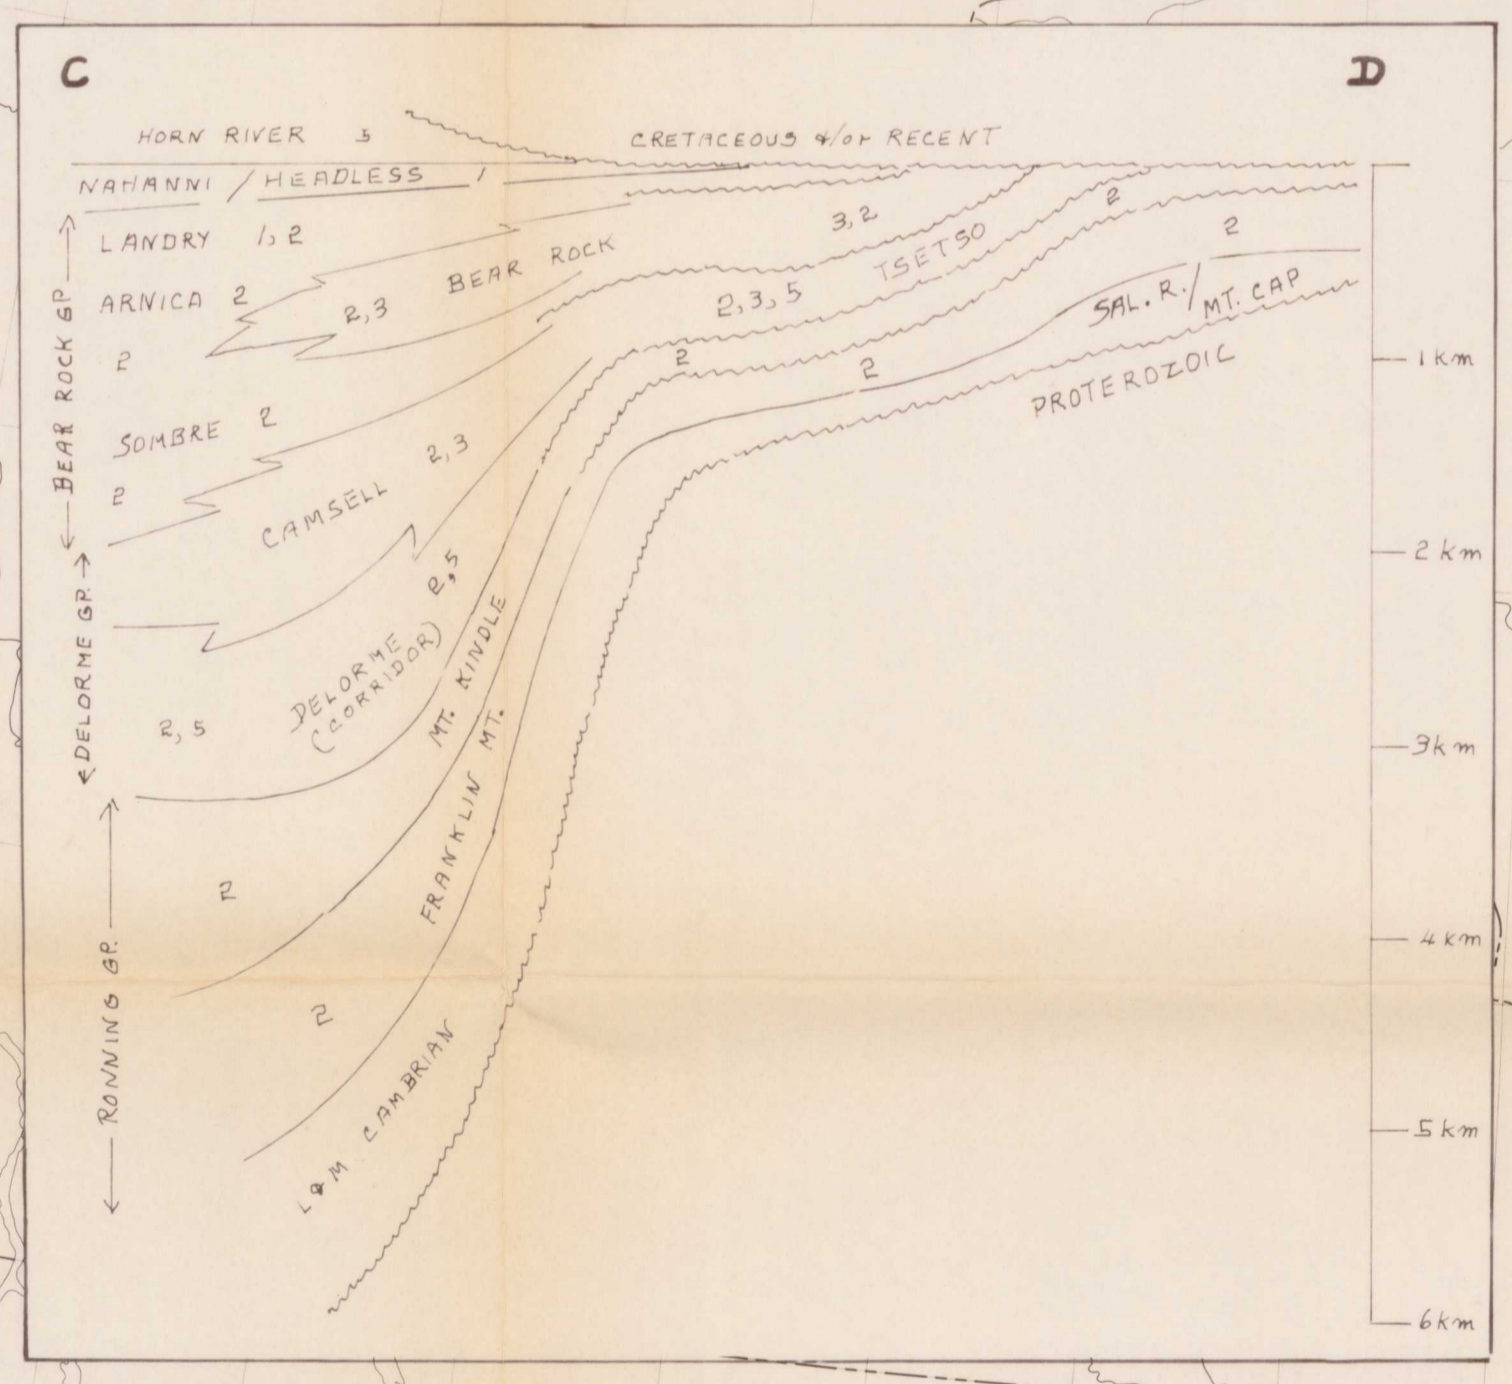 C
D
HORN RIVER 5
CRETACEOUS &/or RECENT
NAHANNI / HEADLESS 1
LANDRY 1,2
3,2
2
2
BEAR ROCK
TSETSO
ARNICA 2
2,3
2,3,5
SAL. R./
MT. CAP
2
2
2
1 km
PROTEROZOIC
BEAR ROCK GP.
SOMBRE 2
2,3
2
CAMSELL
2 km
2,5
DELORME GP.
DELORME
(CORRIDOR)
MT. KINDLE
2,5
3 km
FRANKLIN MT.
2
4 km
RONNING GP.
2
L & M CAMBRIAN
5 km
6 km